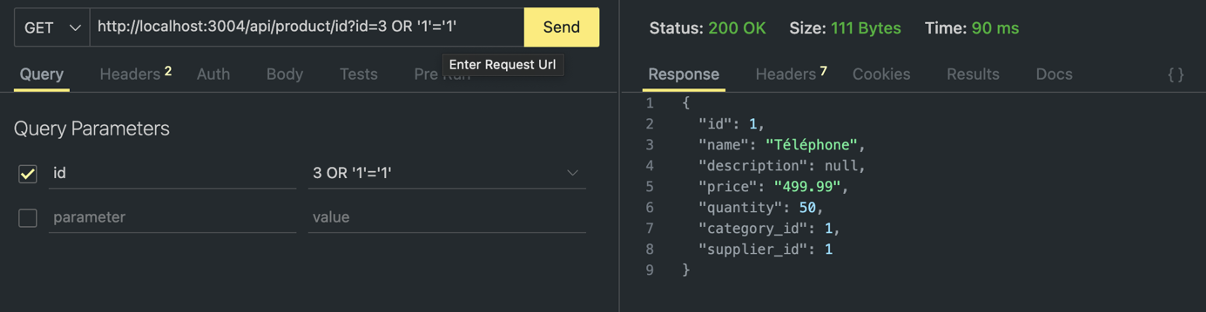 GET http://localhost:3004/api/product/id?id=3 OR '1'='1' Send
Enter Request Url
Query Headers 2 Auth Body Tests Pre Run
Query Parameters
id 3 OR '1'='1'
parameter value
Status: 200 OK Size: 111 Bytes Time: 90 ms
Response Headers 7 Cookies Results Docs {}
1 {
2 "id": 1,
3 "name": "Téléphone",
4 "description": null,
5 "price": "499.99",
6 "quantity": 50,
7 "category_id": 1,
8 "supplier_id": 1
9 }